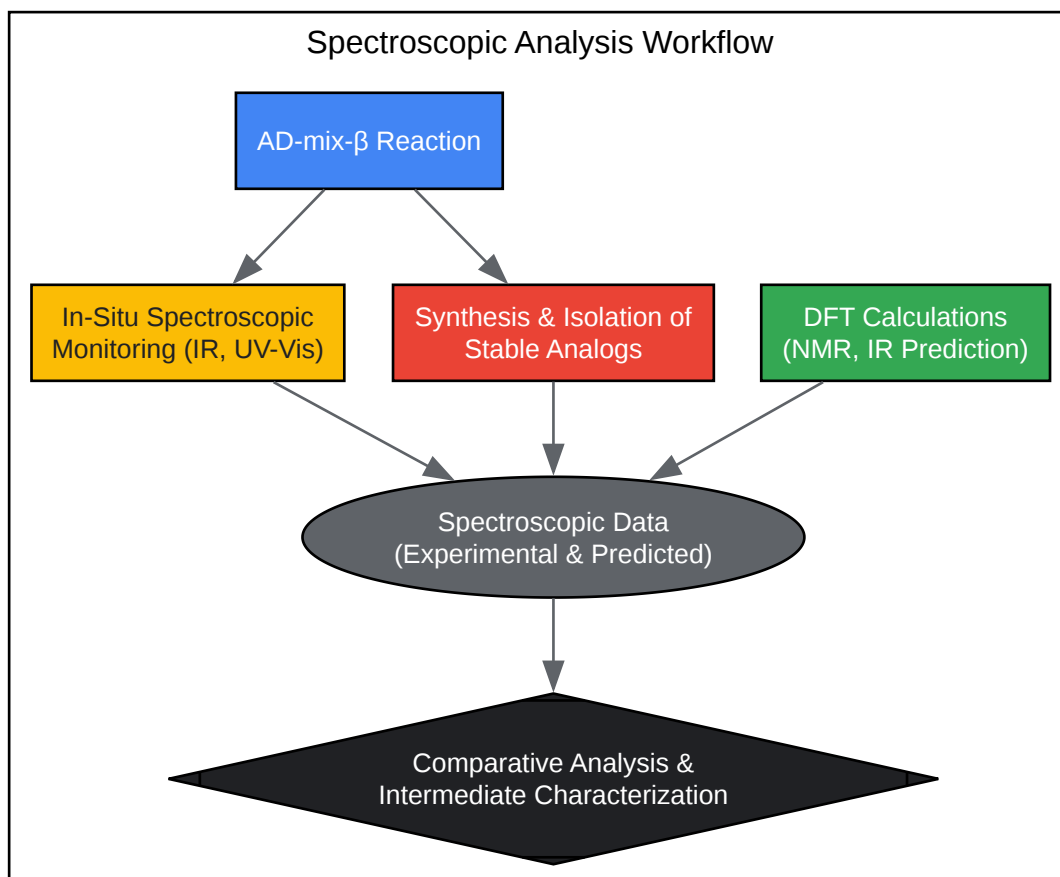 Spectroscopic Analysis Workflow
AD-mix-β Reaction
In-Situ Spectroscopic
Monitoring (IR, UV-Vis)
Synthesis & Isolation of
Stable Analogs
DFT Calculations
(NMR, IR Prediction)
Spectroscopic Data
(Experimental & Predicted)
Comparative Analysis &
Intermediate Characterization